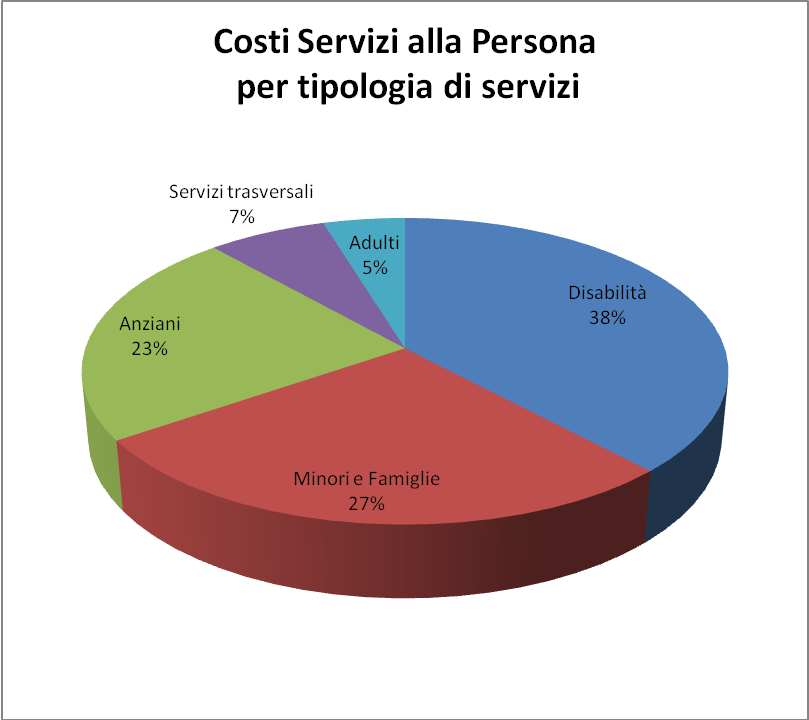 Costi Servizi alla Persona
per tipologia di servizi
Servizi trasversali
7%
Adulti
5%
Disabilità
38%
Anziani
23%
Minori e Famiglie
27%